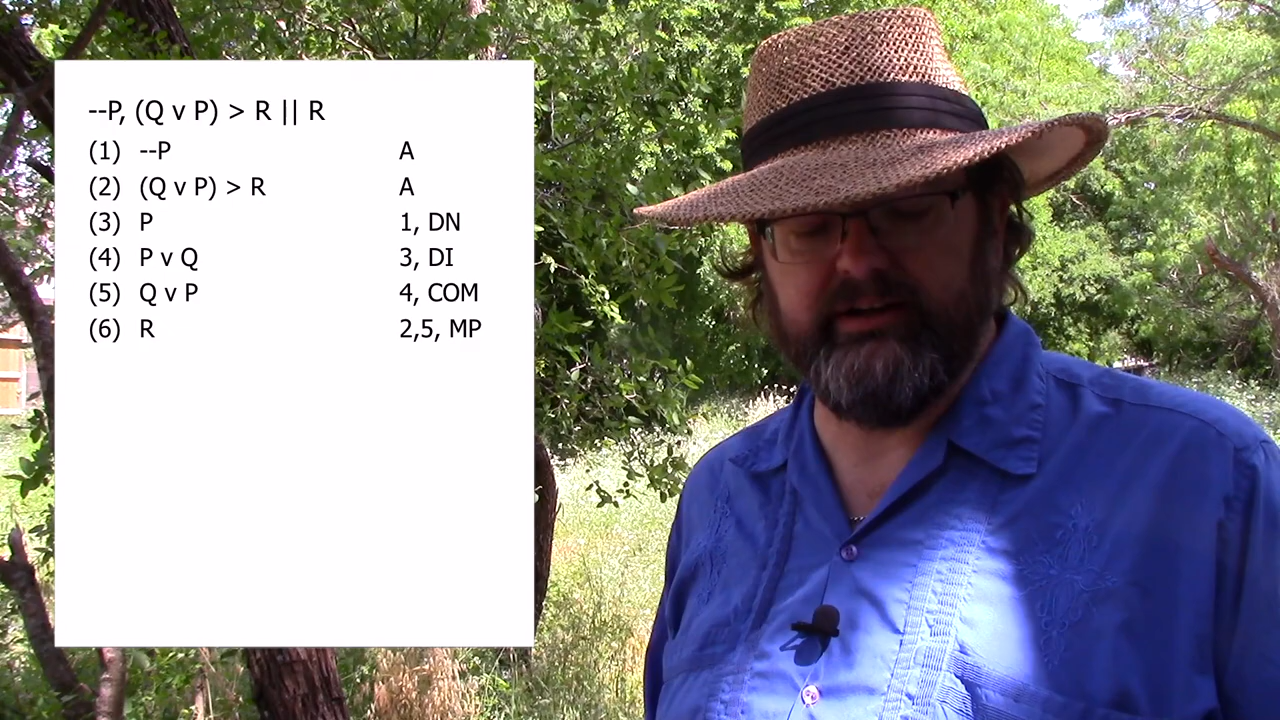 --P, (Q v P) > R || R
(1) --P A
(2) (Q v P) > R A
(3) P 1, DN
(4) P v Q 3, DI
(5) Q v P 4, COM
(6) R 2,5, MP